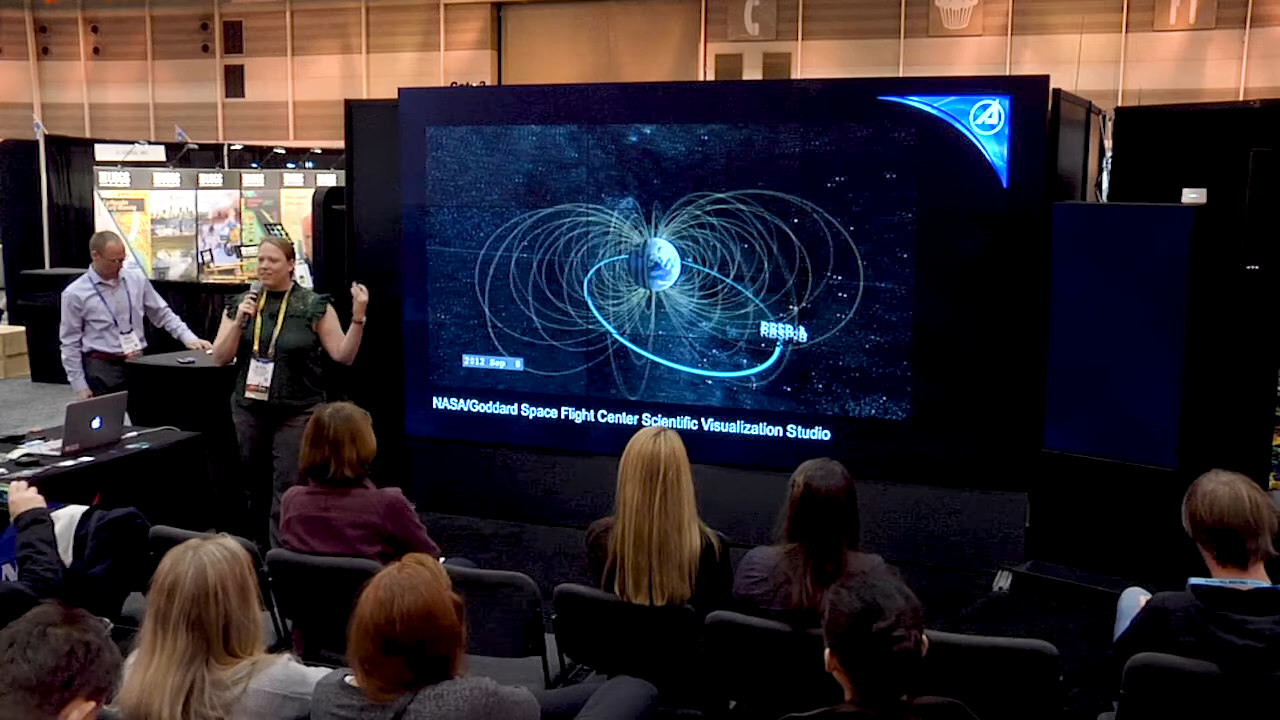 RBSP-A
RBSP-B
2012 Sep 8
NASA/Goddard Space Flight Center Scientific Visualization Studio